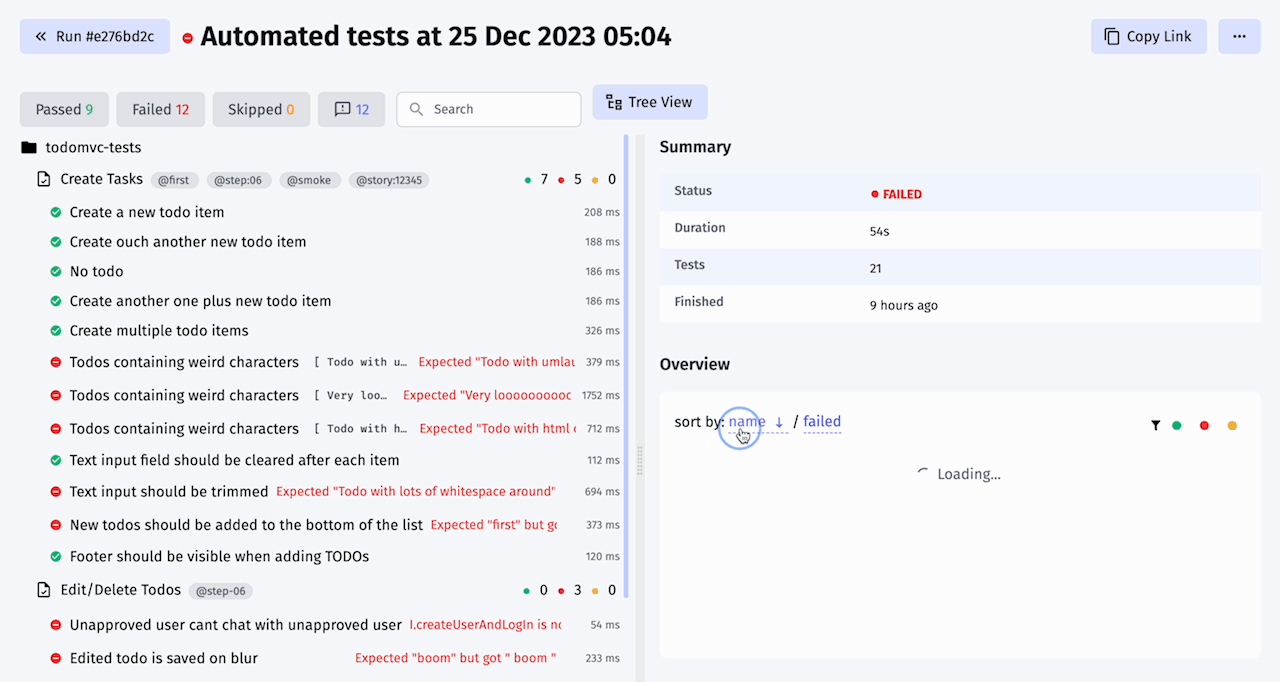 Run #e276bd2c
Automated tests at 25 Dec 2023 05:04
Copy Link
Passed 9
Failed 12
Skipped 0
12
Search
Tree View
todomvc-tests
Create Tasks @first @step:06 @smoke @story:12345 7 5 0
Create a new todo item 208 ms
Create ouch another new todo item 188 ms
No todo 186 ms
Create another one plus new todo item 186 ms
Create multiple todo items 326 ms
Todos containing weird characters [ Todo with u… Expected "Todo with umlau 379 ms
Todos containing weird characters [ Very loo… Expected "Very looooooooooc 1752 ms
Todos containing weird characters [ Todo with h… Expected "Todo with html 712 ms
Text input field should be cleared after each item 112 ms
Text input should be trimmed Expected "Todo with lots of whitespace around" 694 ms
New todos should be added to the bottom of the list Expected "first" but go 373 ms
Footer should be visible when adding TODOs 120 ms
Edit/Delete Todos @step-06 0 3 0
Unapproved user cant chat with unapproved user I.createUserAndLogIn is no 54 ms
Edited todo is saved on blur Expected "boom" but got " boom " 233 ms
Summary
Status FAILED
Duration 54s
Tests 21
Finished 9 hours ago
Overview
sort by: name ↓ / failed
Loading...